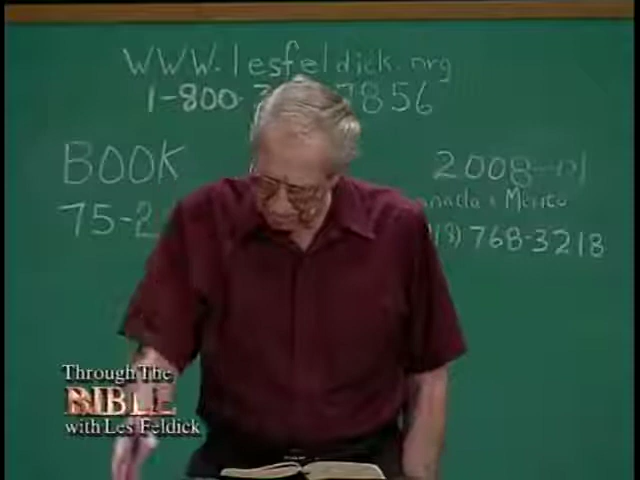 www.lesfeldick.org
1-800- 7856
BOOK
75-2
2008
Canada & Mexico
768-3218
Through The
BIBLE
with Les Feldick